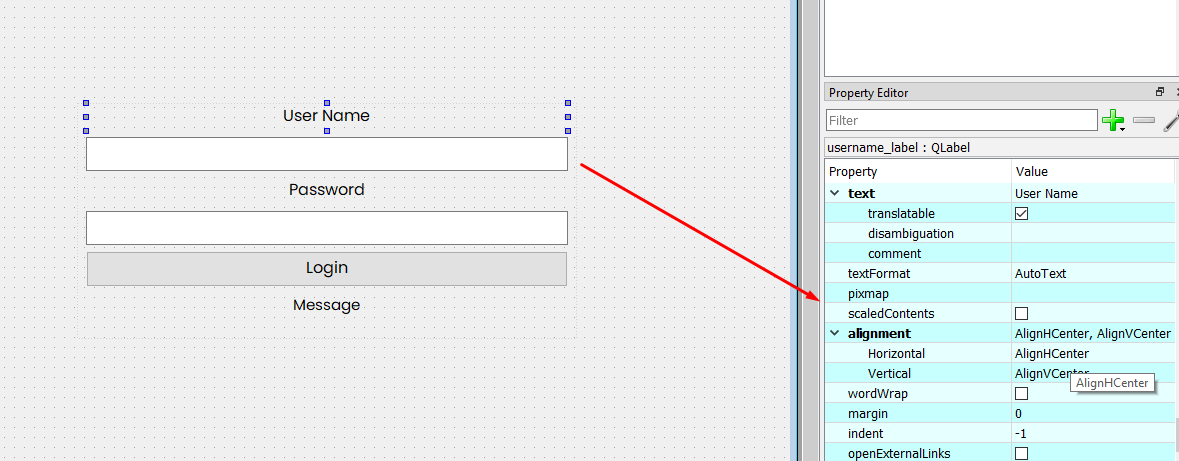 User Name
Password
Login
Message
Property Editor
Filter
username_label : QLabel
Property Value
text User Name
translatable
disambiguation
comment
textFormat AutoText
pixmap
scaledContents
alignment AlignHCenter, AlignVCenter
Horizontal AlignHCenter
Vertical AlignVCenter
AlignHCenter
wordWrap
margin 0
indent -1
openExternalLinks